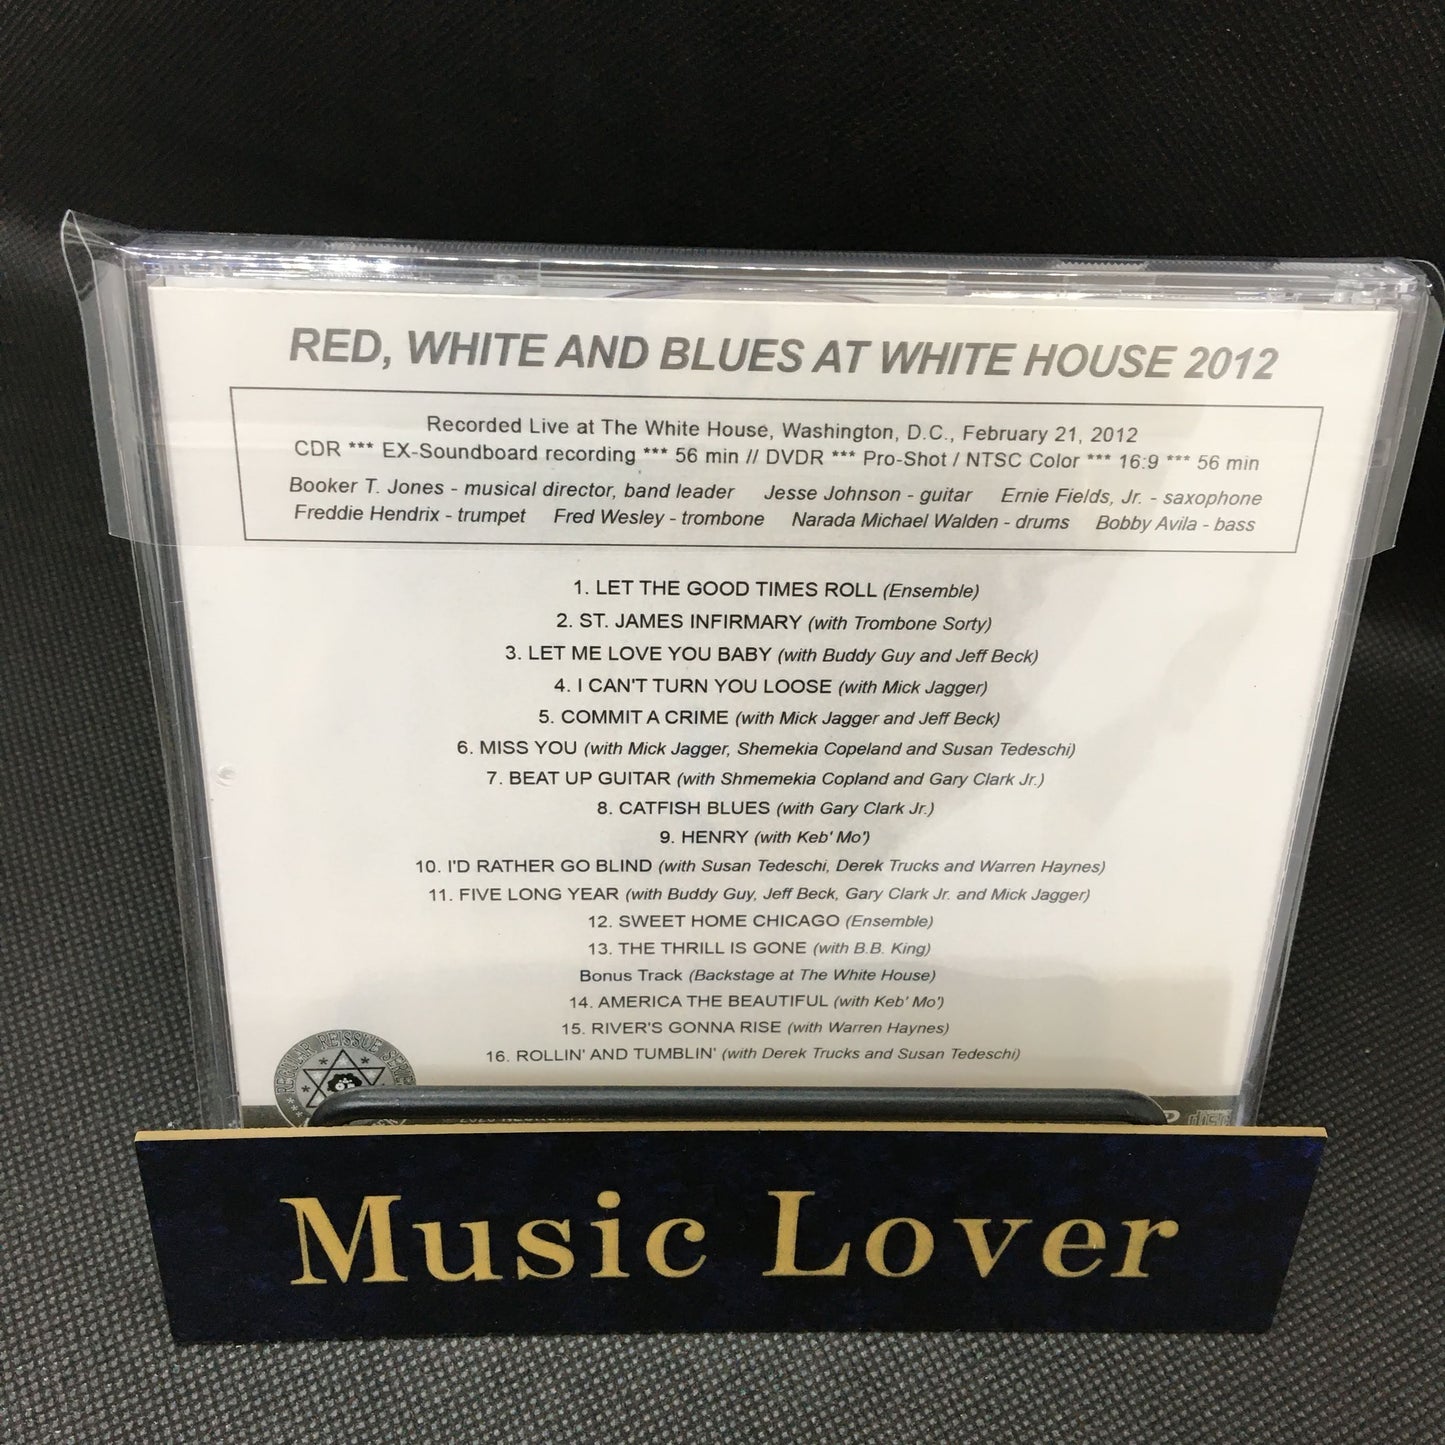 RED, WHITE AND BLUES AT WHITE HOUSE 2012
Recorded Live at The White House, Washington, D.C., February 21, 2012
CDR *** EX-Soundboard recording *** 56 min // DVDR *** Pro-Shot / NTSC Color *** 16:9 *** 56 min
Booker T. Jones - musical director, band leader Jesse Johnson - guitar Ernie Fields, Jr. - saxophone
Freddie Hendrix - trumpet Fred Wesley - trombone Narada Michael Walden - drums Bobby Avila - bass
1. LET THE GOOD TIMES ROLL (Ensemble)
2. ST. JAMES INFIRMARY (with Trombone Sorty)
3. LET ME LOVE YOU BABY (with Buddy Guy and Jeff Beck)
4. I CAN'T TURN YOU LOOSE (with Mick Jagger)
5. COMMIT A CRIME (with Mick Jagger and Jeff Beck)
6. MISS YOU (with Mick Jagger, Shemekia Copeland and Susan Tedeschi)
7. BEAT UP GUITAR (with Shmemekia Copland and Gary Clark Jr.)
8. CATFISH BLUES (with Gary Clark Jr.)
9. HENRY (with Keb' Mo')
10. I'D RATHER GO BLIND (with Susan Tedeschi, Derek Trucks and Warren Haynes)
11. FIVE LONG YEAR (with Buddy Guy, Jeff Beck, Gary Clark Jr. and Mick Jagger)
12. SWEET HOME CHICAGO (Ensemble)
13. THE THRILL IS GONE (with B.B. King)
Bonus Track (Backstage at The White House)
14. AMERICA THE BEAUTIFUL (with Keb' Mo')
15. RIVER'S GONNA RISE (with Warren Haynes)
16. ROLLIN' AND TUMBLIN' (with Derek Trucks and Susan Tedeschi)
REGULER REISSUE SERIES
disc
Music Lover